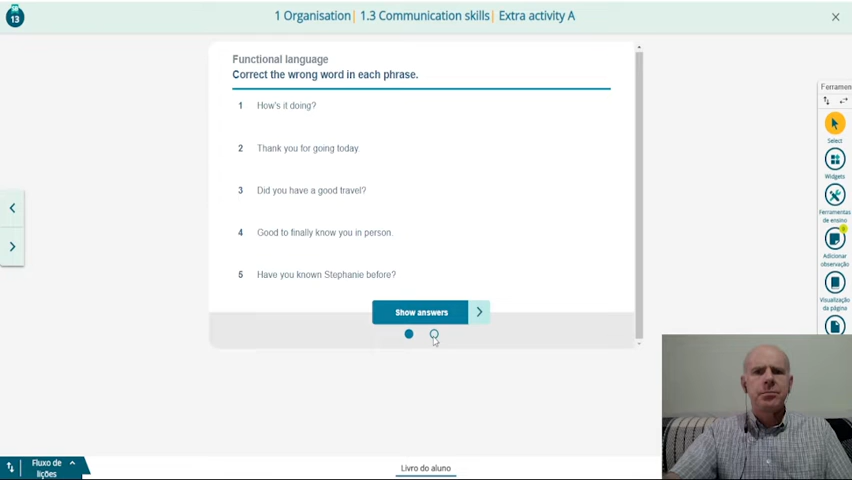 13
1 Organisation| 1.3 Communication skills| Extra activity A
Functional language
Correct the wrong word in each phrase.
1 How's it doing?
2 Thank you for going today.
3 Did you have a good travel?
4 Good to finally know you in person.
5 Have you known Stephanie before?
Show answers
Ferramen
Select
Widgets
Ferramentas
de ensino
Adicionar
observação
Visualização
da página
Fluxo de
lições
Livro do aluno